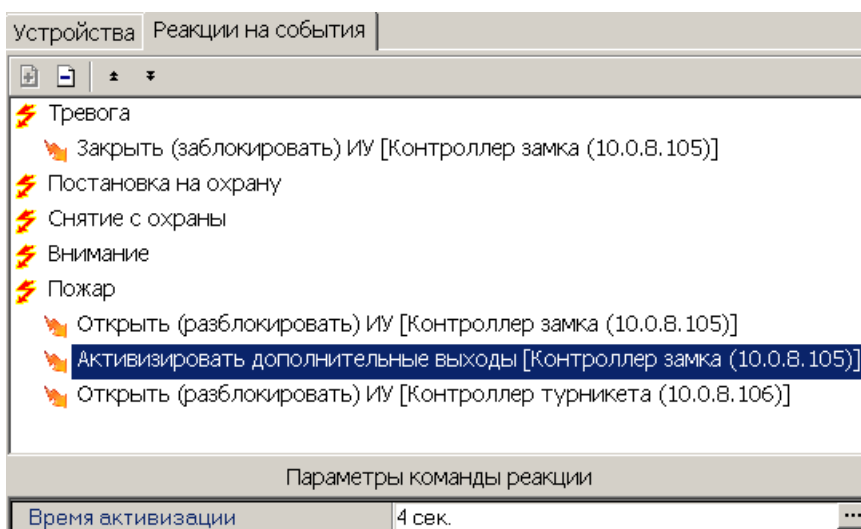 Устройства Реакции на события
Тревога
Закрыть (заблокировать) ИУ [Контроллер замка (10.0.8.105)]
Постановка на охрану
Снятие с охраны
Внимание
Пожар
Открыть (разблокировать) ИУ [Контроллер замка (10.0.8.105)]
Активизировать дополнительные выходы [Контроллер замка (10.0.8.105)]
Открыть (разблокировать) ИУ [Контроллер турникета (10.0.8.106)]
Параметры команды реакции
Время активизации 4 сек. ...